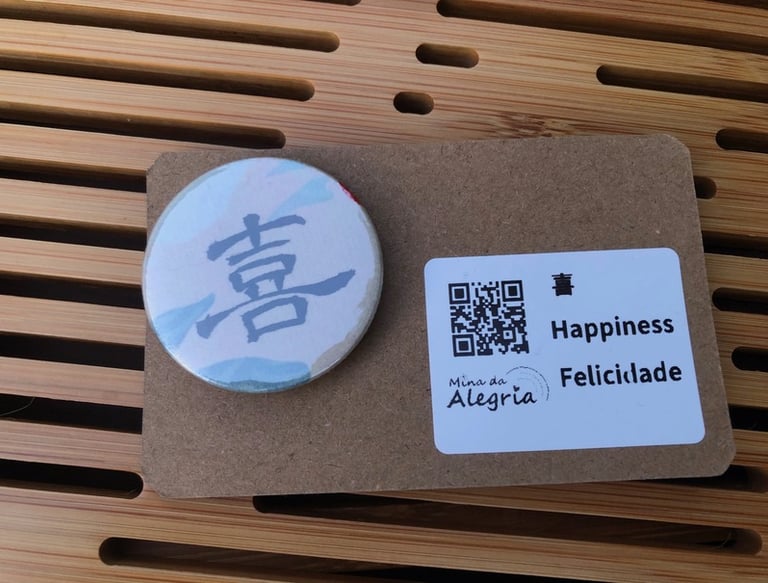 喜
喜
Happiness
Felicidade
Mina da
Alegria